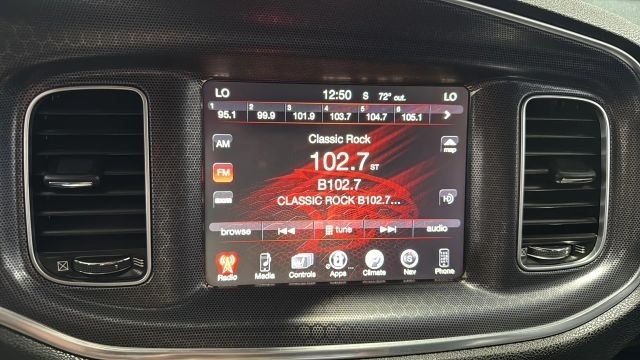 LO 12:50 S 72° out. LO
1 2 3 4 5 6
95.1 99.9 101.9 103.7 104.7 105.1
Classic Rock
AM
map
102.7 ST
FM
B102.7
CLASSIC ROCK B102.7...
browse tune audio
Radio Media Controls Apps Climate Nav Phone